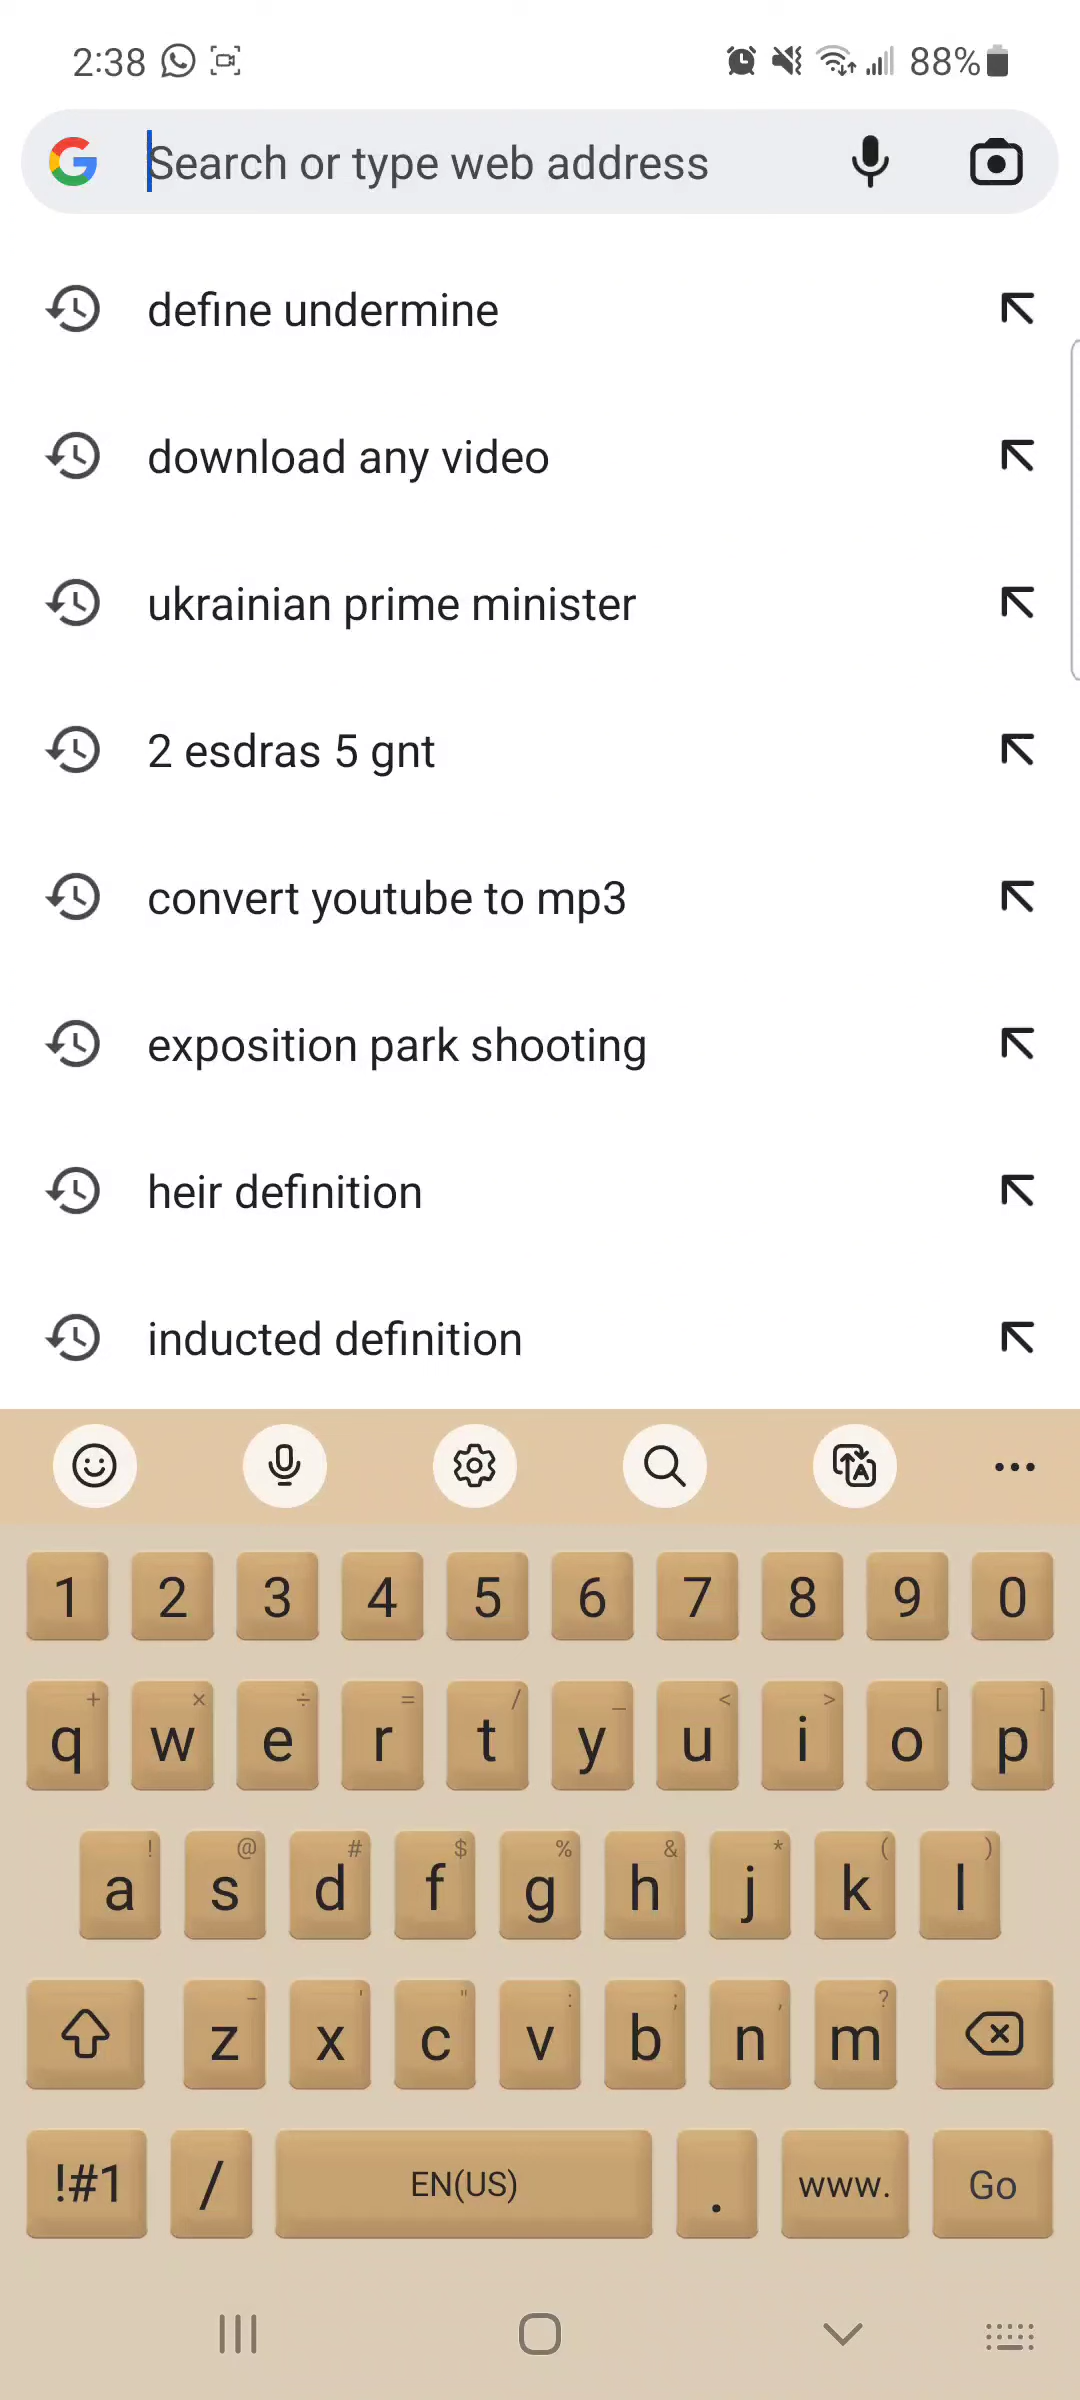 2:38 88%
Search or type web address
define undermine
download any video
ukrainian prime minister
2 esdras 5 gnt
convert youtube to mp3
exposition park shooting
heir definition
inducted definition
1 2 3 4 5 6 7 8 9 0
+ × ÷ = / _ < > [ ]
q w e r t y u i o p
! @ # $ % & * ( )
a s d f g h j k l
- ' " : ; , ?
z x c v b n m
!#1 / EN(US) . www. Go